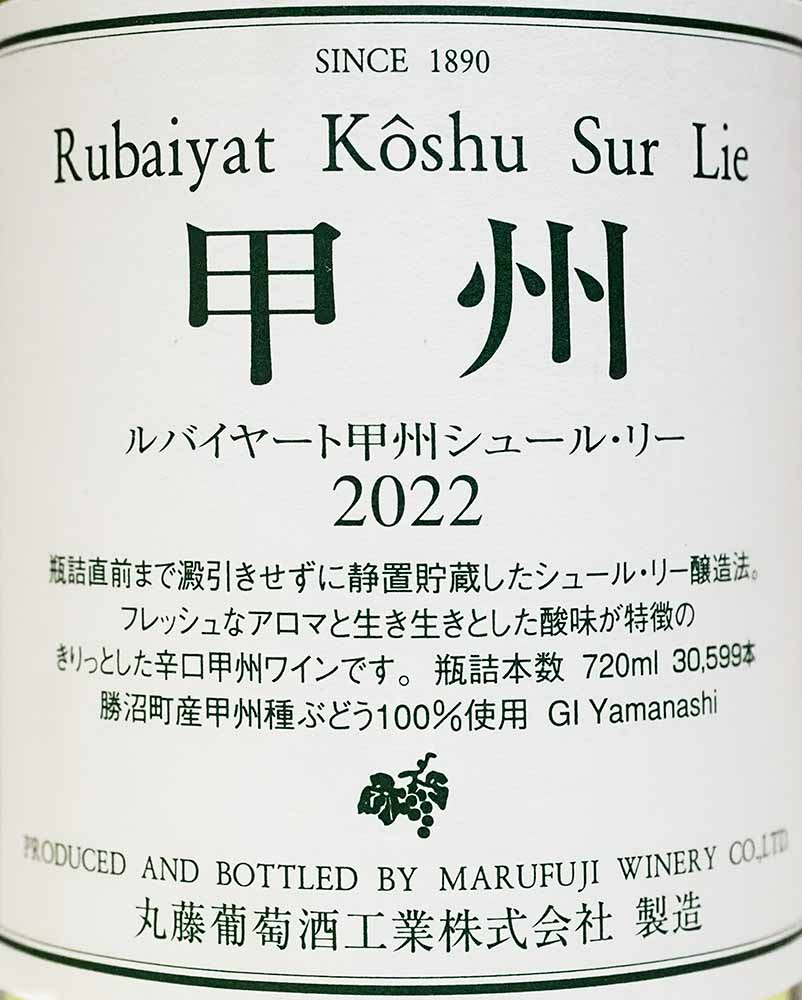 SINCE 1890
Rubaiyat Kôshu Sur Lie
甲州
ルバイヤート甲州シュール・リー
2022
瓶詰直前まで澱引きせずに静置貯蔵したシュール・リー醸造法。
フレッシュなアロマと生き生きとした酸味が特徴の
きりっとした辛口甲州ワインです。瓶詰本数 720ml 30,599本
勝沼町産甲州種ぶどう100%使用 GI Yamanashi
PRODUCED AND BOTTLED BY MARUFUJI WINERY CO.,LTD
丸藤葡萄酒工業株式会社 製造